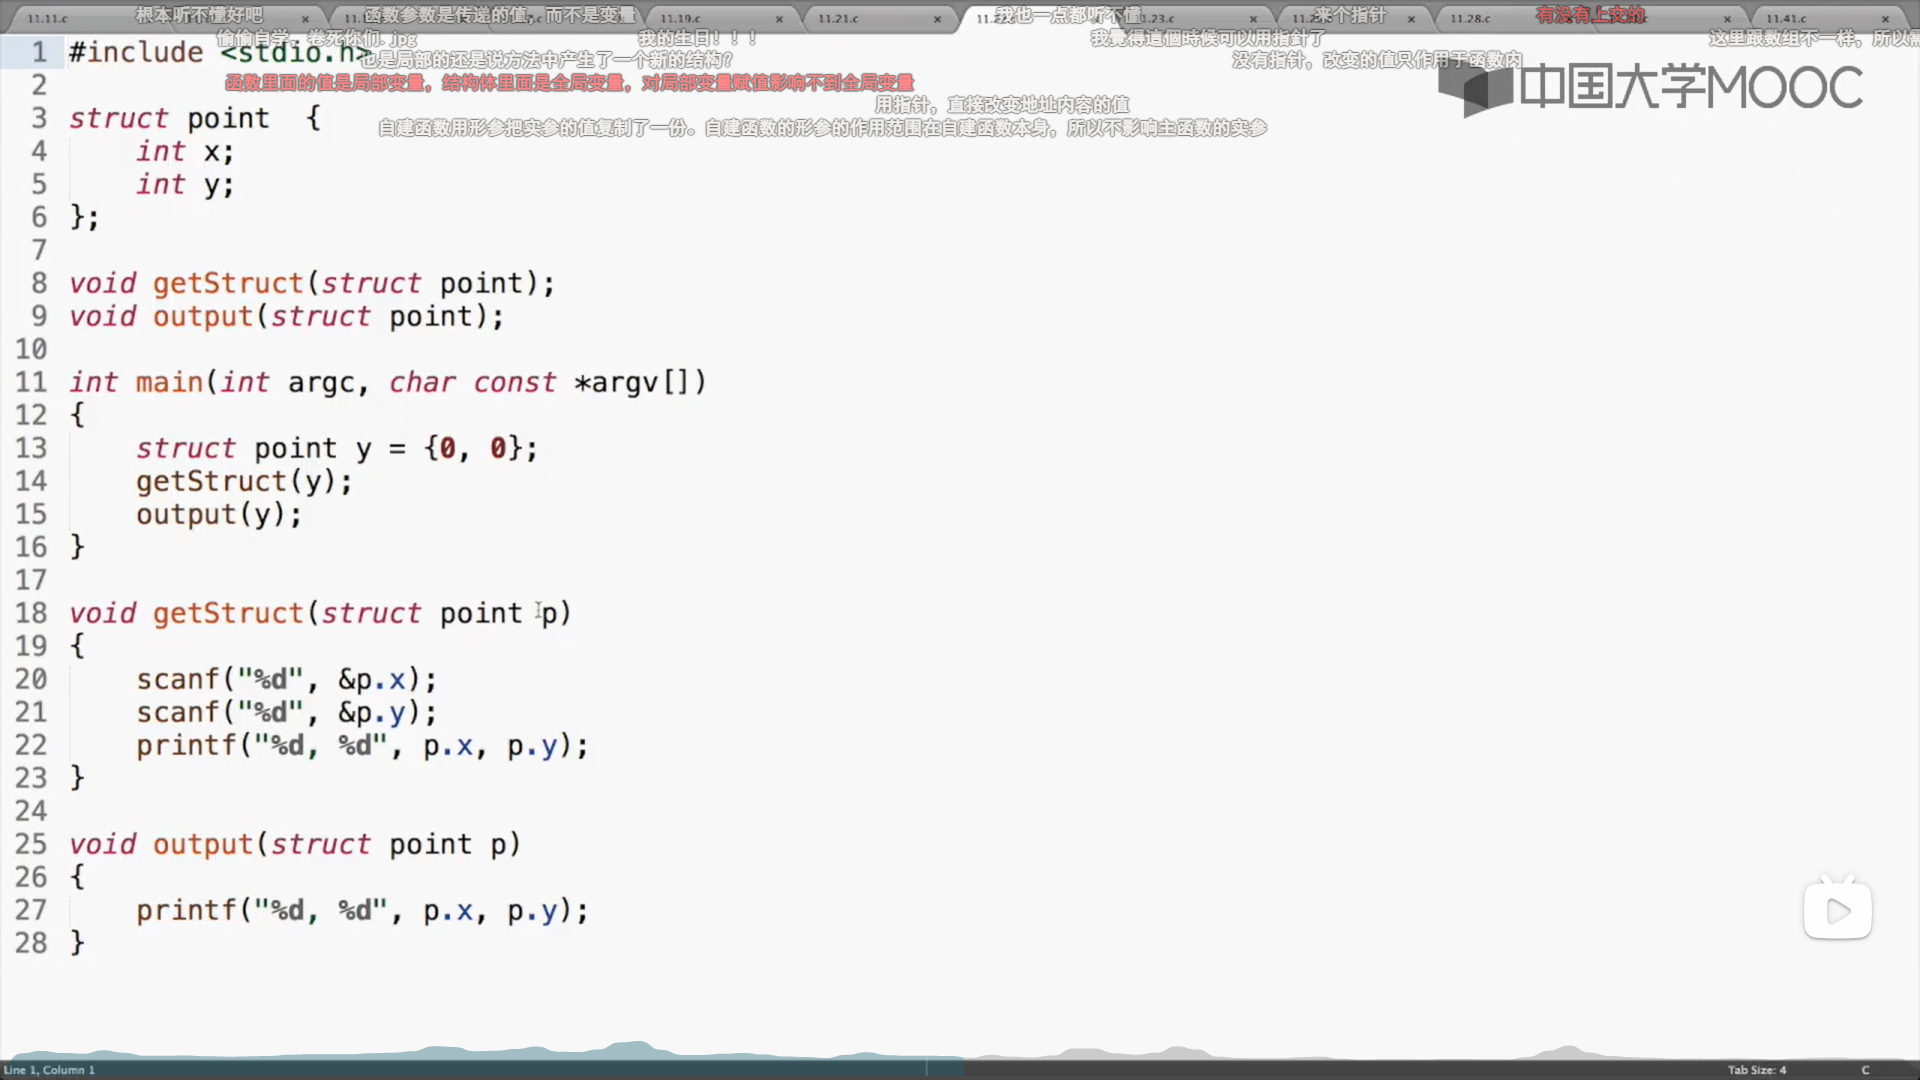 11.11.c
根本听不懂好吧
函数参数是传递的值，而不是变量
11.19.c
11.21.c
我也一点都听不懂
11.23.c
来个指针
11.28.c
有没有上交的
11.41.c
偷偷自学，卷死你们.jpg
我的生日！！！
我覺得這個時候可以用指針了
这里跟数组不一样，所以需
也是局部的还是说方法中产生了一个新的结构?
没有指针，改变的值只作用于函数内
函数里面的值是局部变量，结构体里面是全局变量，对局部变量赋值影响不到全局变量
中国大学MOOC
用指针，直接改变地址内容的值
自建函数用形参把实参的值复制了一份。自建函数的形参的作用范围在自建函数本身，所以不影响主函数的实参
1 #include <stdio.h>
2
3 struct point  {
4     int x;
5     int y;
6 };
7
8 void getStruct(struct point);
9 void output(struct point);
10
11 int main(int argc, char const *argv[])
12 {
13     struct point y = {0, 0};
14     getStruct(y);
15     output(y);
16 }
17
18 void getStruct(struct point p)
19 {
20     scanf("%d", &p.x);
21     scanf("%d", &p.y);
22     printf("%d, %d", p.x, p.y);
23 }
24
25 void output(struct point p)
26 {
27     printf("%d, %d", p.x, p.y);
28 }
Line 1, Column 1
Tab Size: 4
C